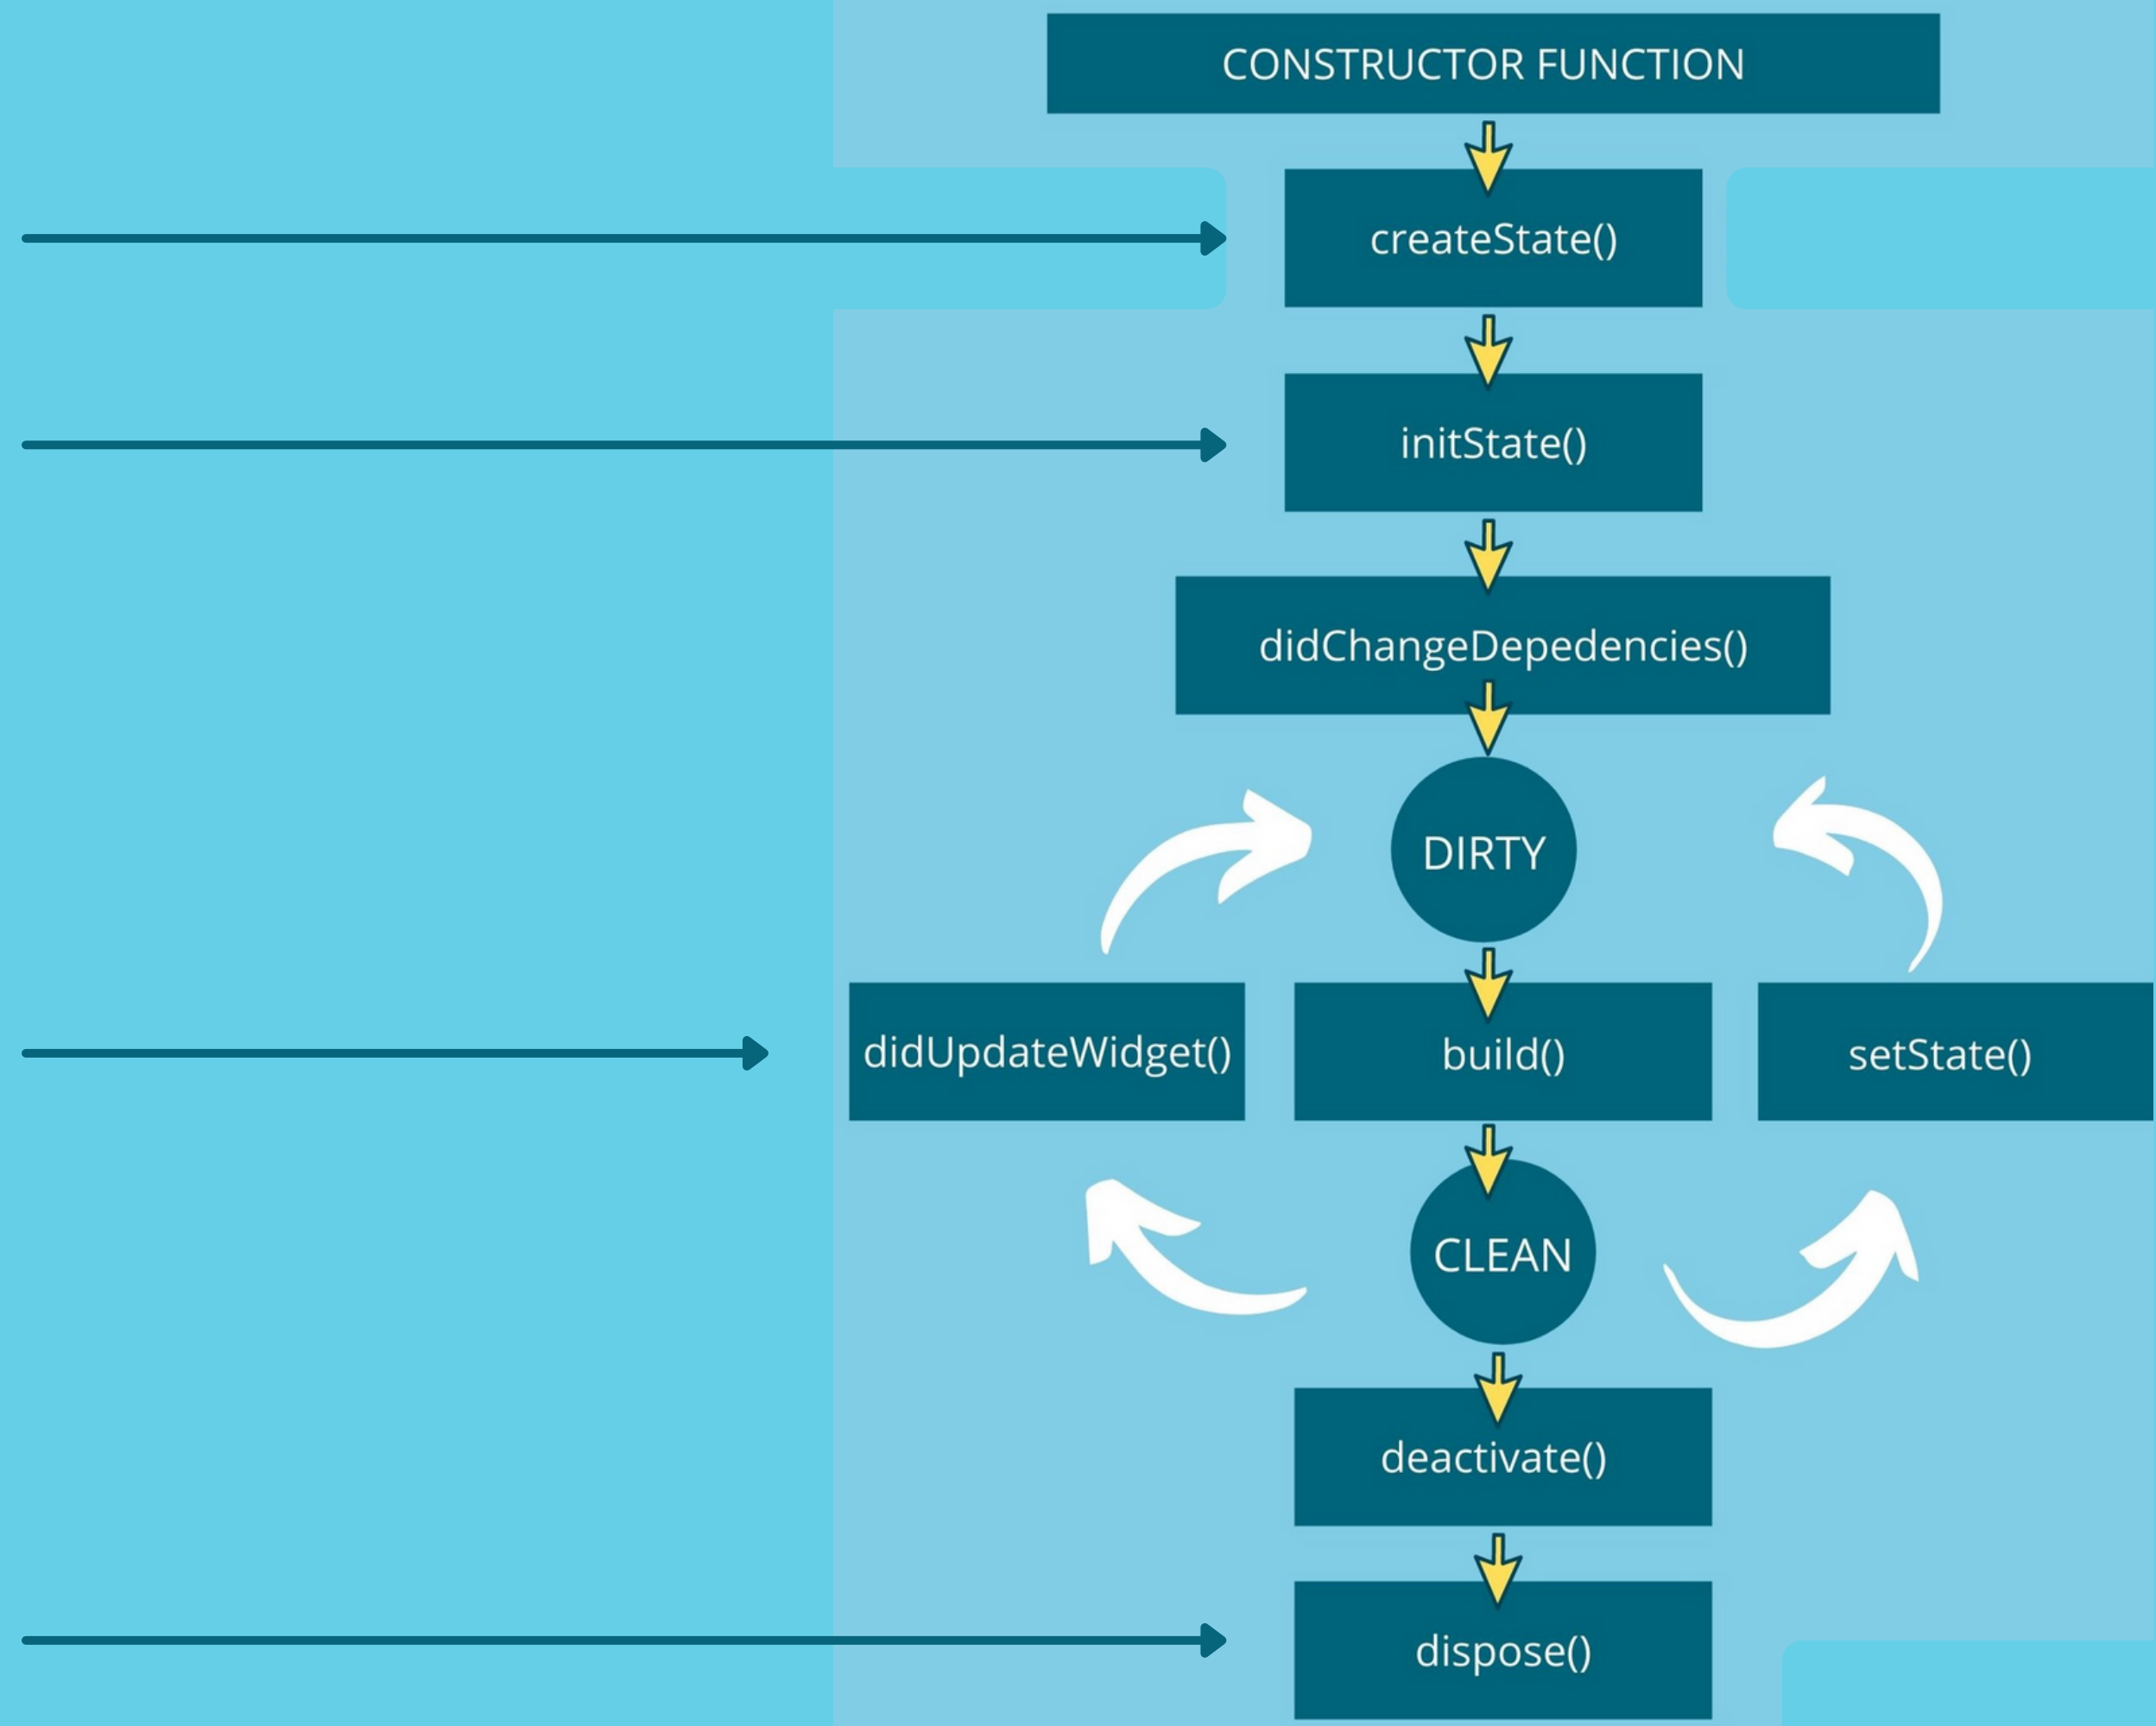 CONSTRUCTOR FUNCTION
createState()
initState()
didChangeDepedencies()
DIRTY
didUpdateWidget()
build()
setState()
CLEAN
deactivate()
dispose()